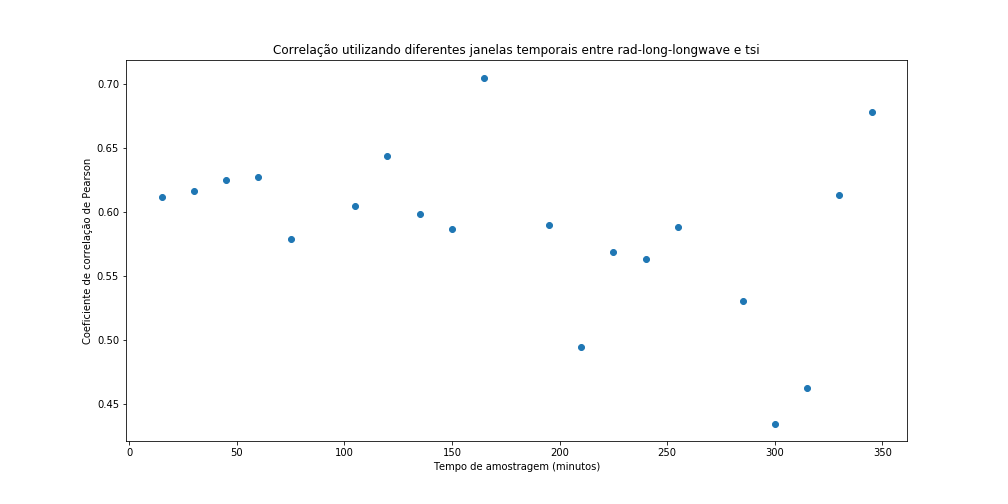 Correlação utilizando diferentes janelas temporais entre rad-long-longwave e tsi
Coeficiente de correlação de Pearson
0.70
0.65
0.60
0.55
0.50
0.45
0 50 100 150 200 250 300 350
Tempo de amostragem (minutos)